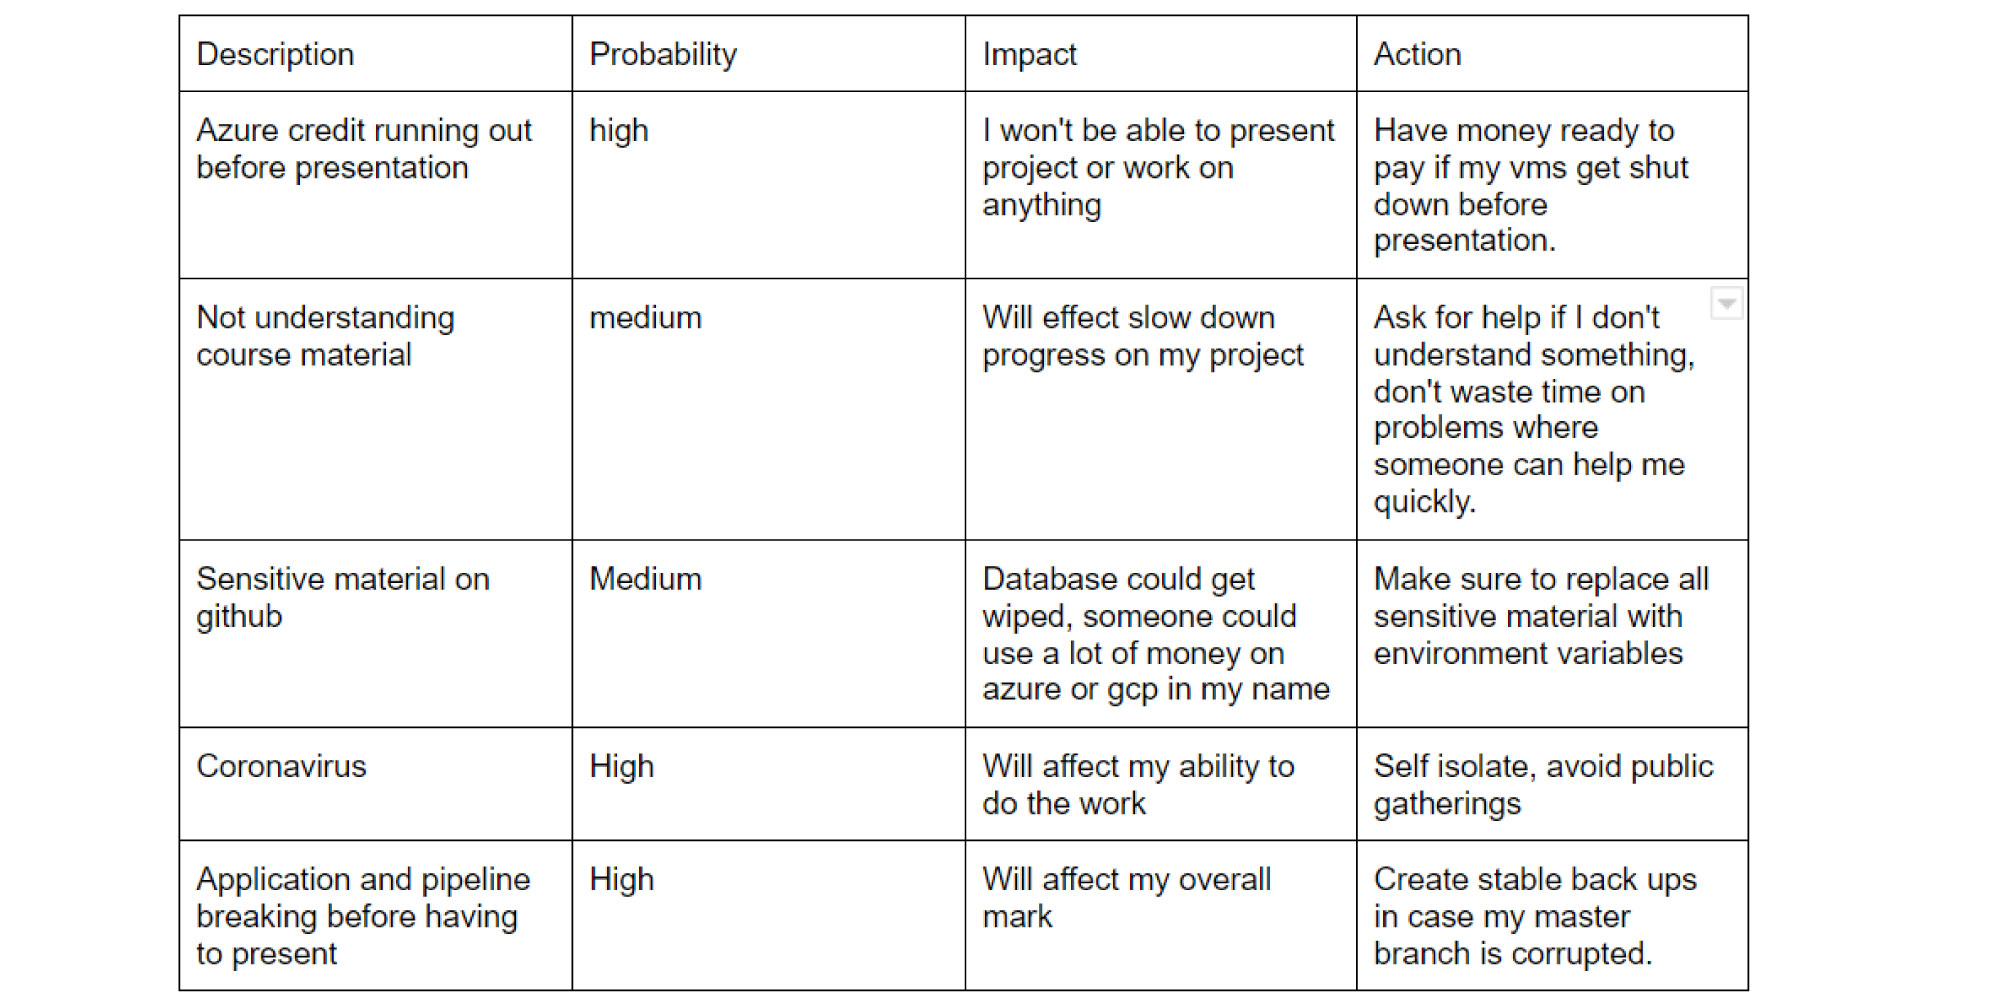 Description
Probability
Impact
Action
Azure credit running out
before presentation
high
I won't be able to present
project or work on
anything
Have money ready to
pay if my vms get shut
down before
presentation.
Not understanding
course material
medium
Will effect slow down
progress on my project
Ask for help if I don't
understand something,
don't waste time on
problems where
someone can help me
quickly.
Sensitive material on
github
Medium
Database could get
wiped, someone could
use a lot of money on
azure or gcp in my name
Make sure to replace all
sensitive material with
environment variables
Coronavirus
High
Will affect my ability to
do the work
Self isolate, avoid public
gatherings
Application and pipeline
breaking before having
to present
High
Will affect my overall
mark
Create stable back ups
in case my master
branch is corrupted.